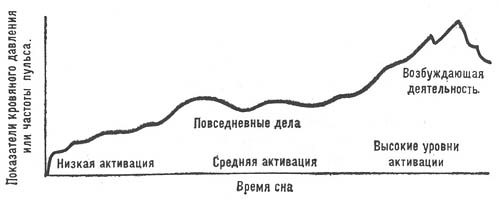 Показатели кровяного давления
или частоты пульса.
Возбуждающая
деятельность.
Повседневные дела
Низкая активация
Средняя активация
Высокие уровни
активации
Время сна